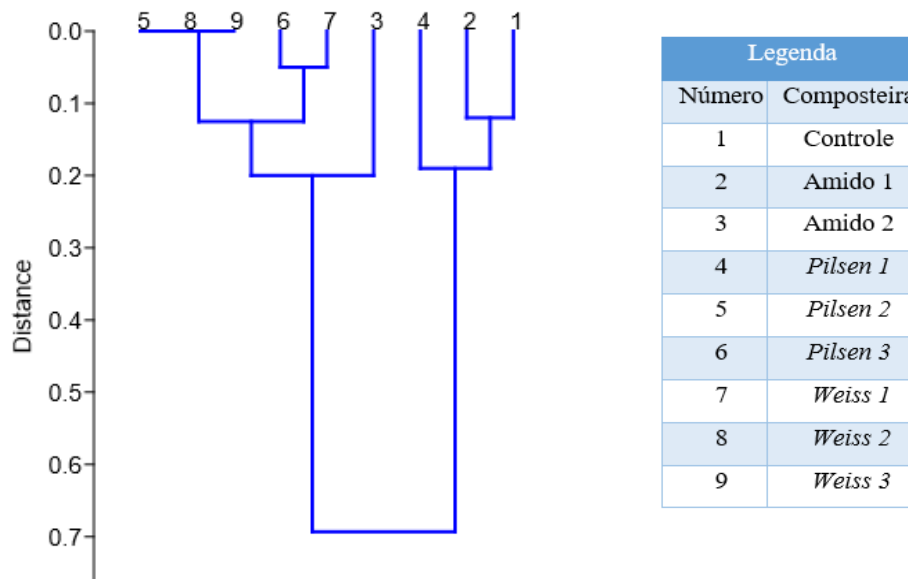 5 8 9 6 7 3 4 2 1
0.0
0.1
0.2
0.3
0.4
0.5
0.6
0.7
Distance
Legenda
Número Composteira
1 Controle
2 Amido 1
3 Amido 2
4 Pilsen 1
5 Pilsen 2
6 Pilsen 3
7 Weiss 1
8 Weiss 2
9 Weiss 3